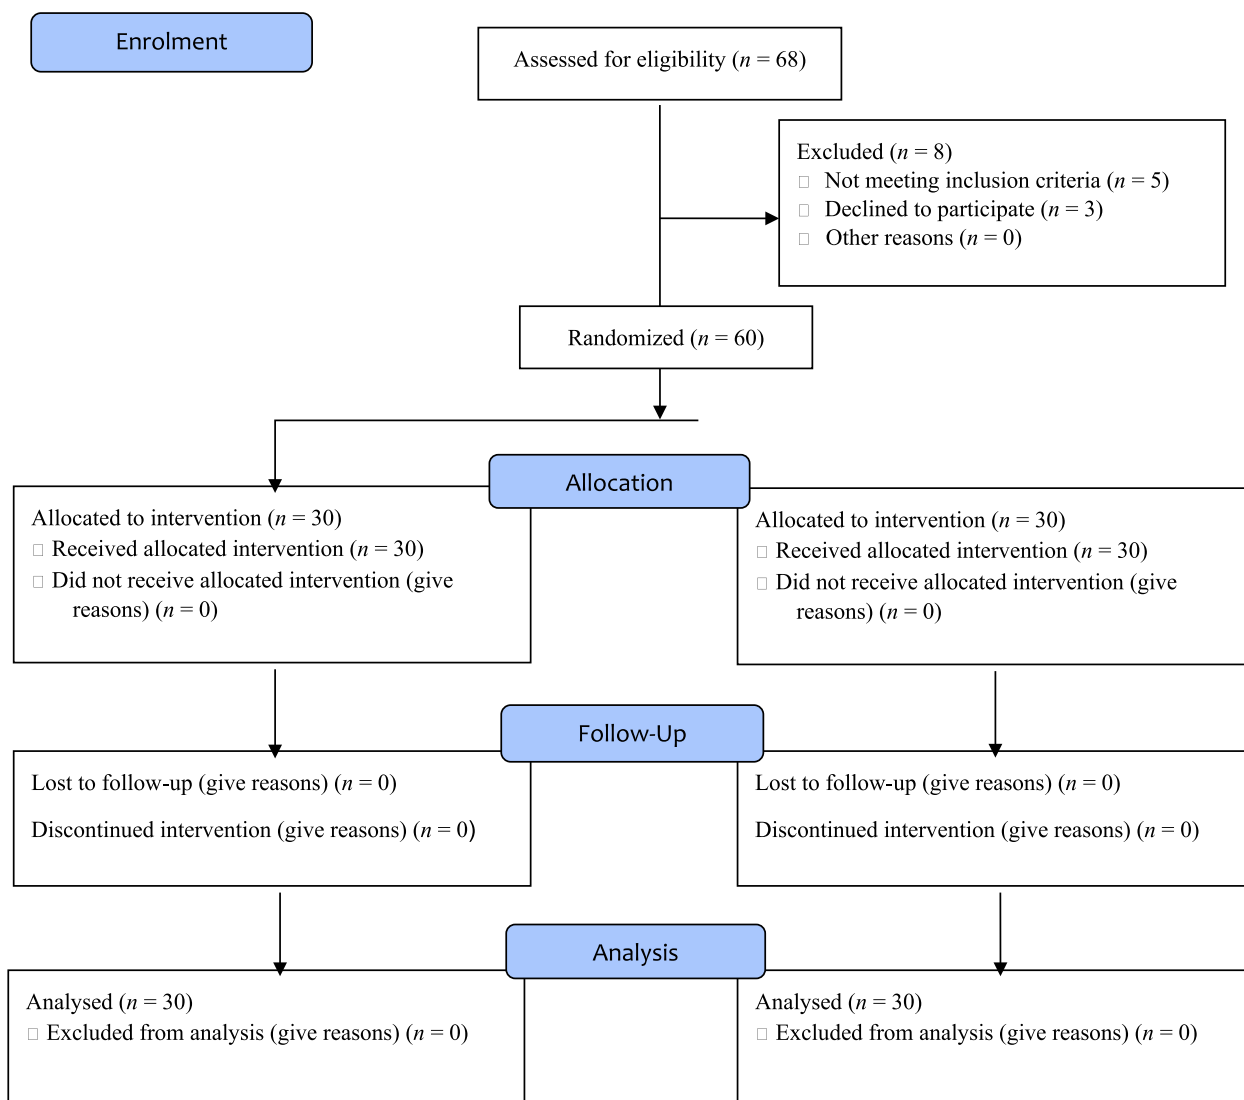 Enrolment
Assessed for eligibility (n = 68)
Excluded (n = 8)
□ Not meeting inclusion criteria (n = 5)
□ Declined to participate (n = 3)
□ Other reasons (n = 0)
Randomized (n = 60)
Allocation
Allocated to intervention (n = 30)
□ Received allocated intervention (n = 30)
□ Did not receive allocated intervention (give
reasons) (n = 0)
Allocated to intervention (n = 30)
□ Received allocated intervention (n = 30)
□ Did not receive allocated intervention (give
reasons) (n = 0)
Follow-Up
Lost to follow-up (give reasons) (n = 0)
Discontinued intervention (give reasons) (n = 0)
Lost to follow-up (give reasons) (n = 0)
Discontinued intervention (give reasons) (n = 0)
Analysis
Analysed (n = 30)
□ Excluded from analysis (give reasons) (n = 0)
Analysed (n = 30)
□ Excluded from analysis (give reasons) (n = 0)